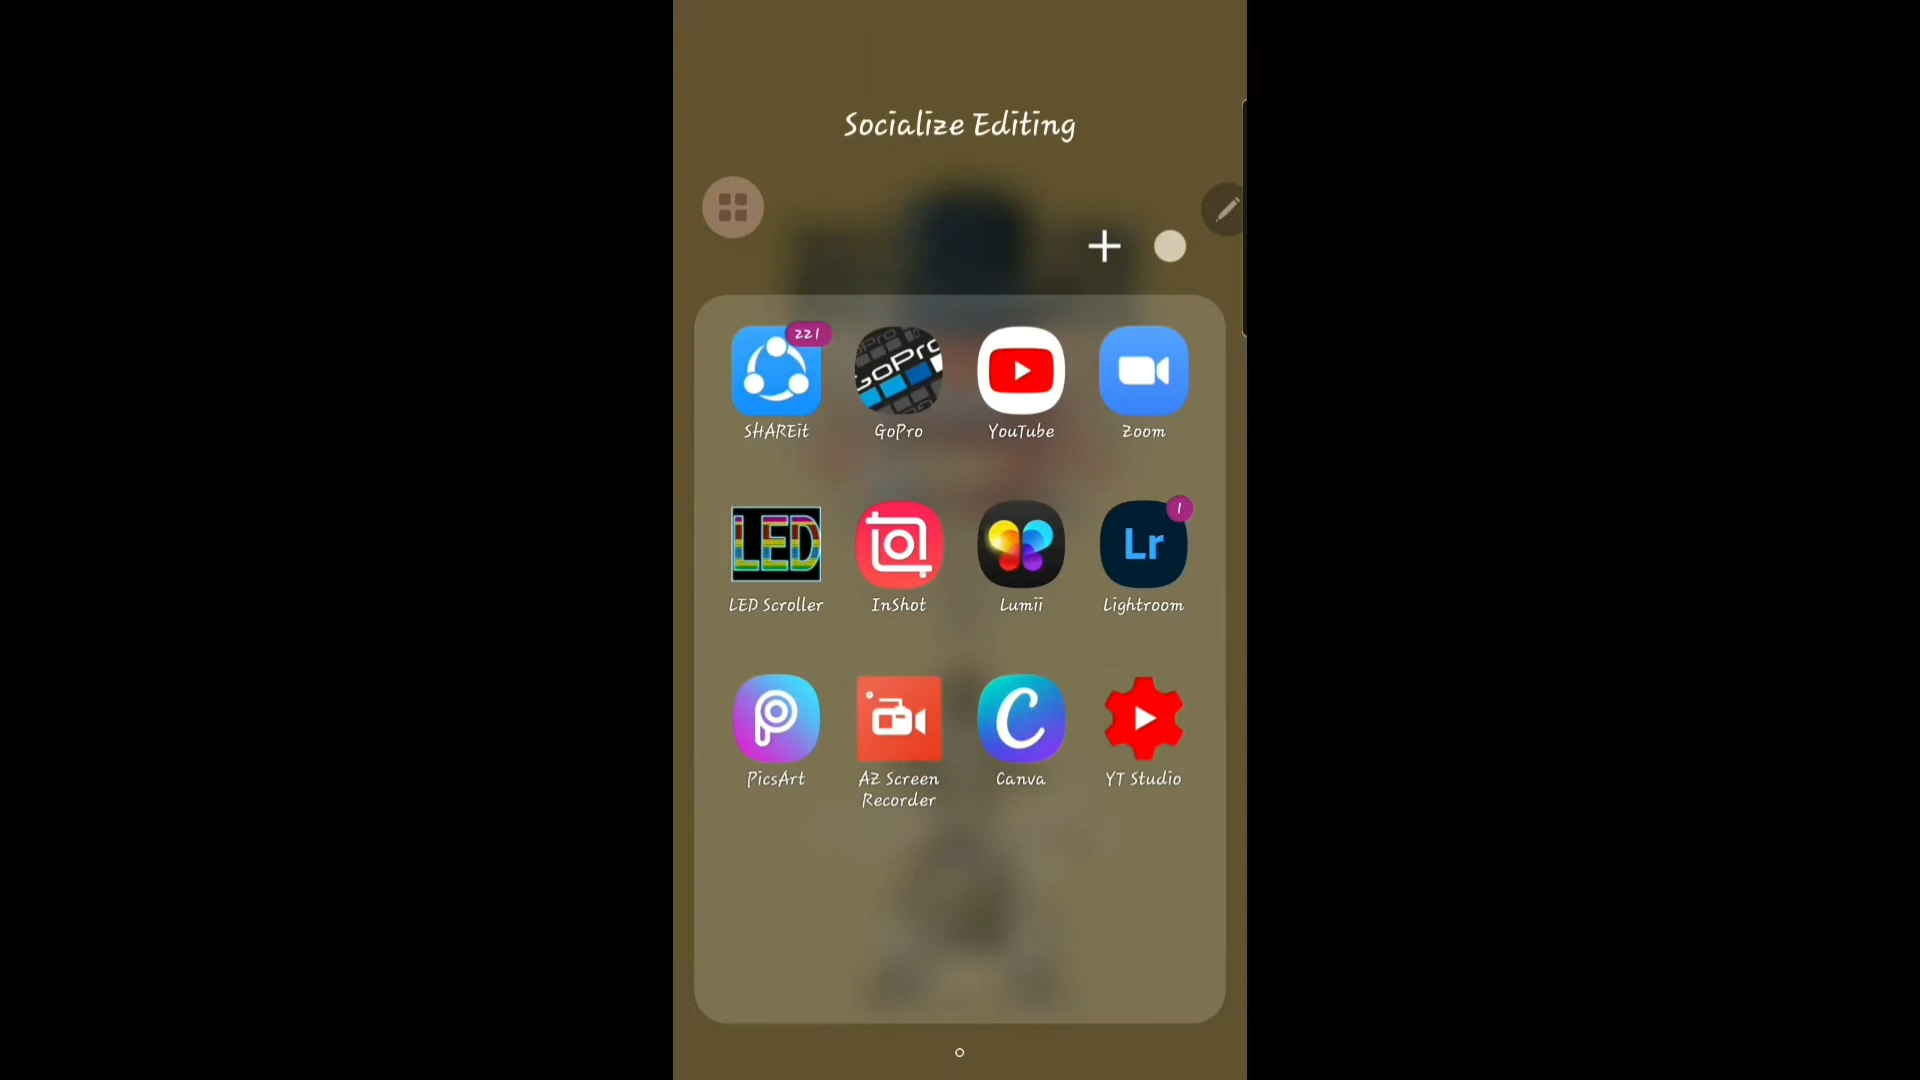 Socialize Editing
221
GoPro
SHAREit
GoPro
YouTube
Zoom
LED
1
Lr
LED Scroller
InShot
Lumii
Lightroom
C
PicsArt
AZ Screen
Recorder
Canva
YT Studio